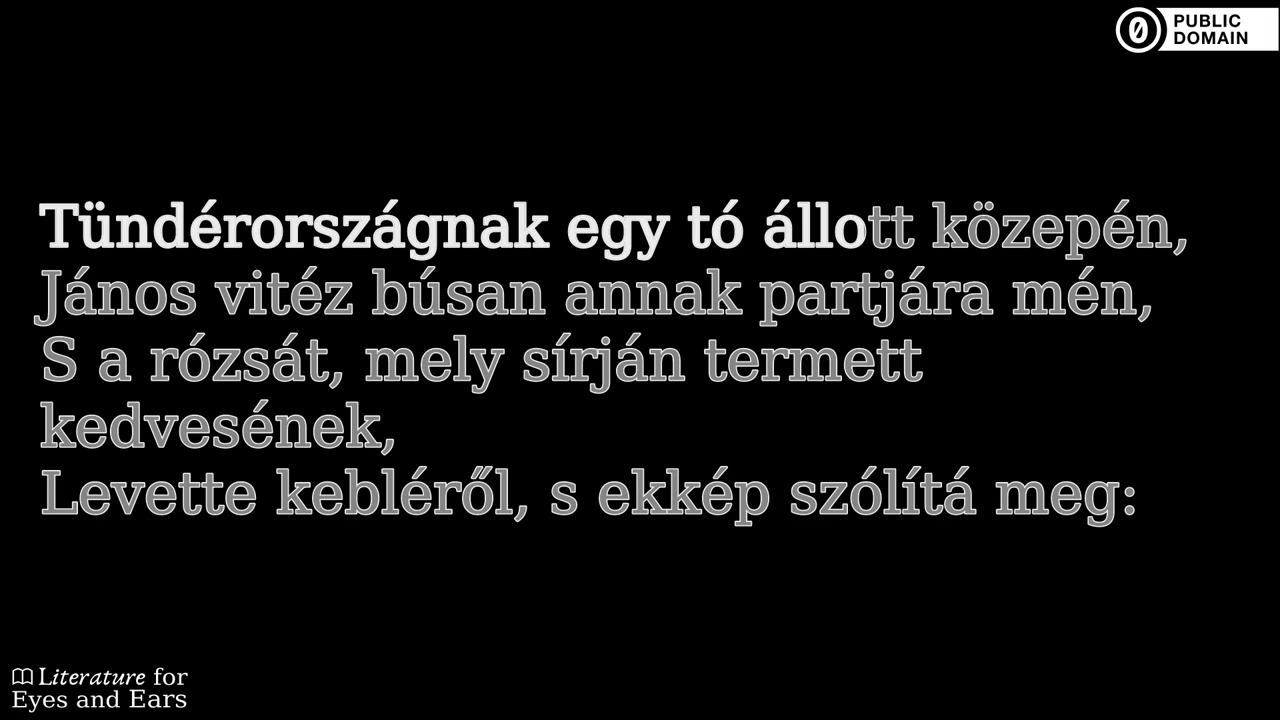 PUBLIC
DOMAIN
Tündérországnak egy tó állott közepén,
János vitéz búsan annak partjára mén,
S a rózsát, mely sírján termett
kedvesének,
Levette kebléről, s ekkép szólítá meg:
Literature for
Eyes and Ears